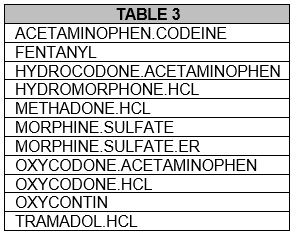 TABLE 3
ACETAMINOPHEN.CODEINE
FENTANYL
HYDROCODONE.ACETAMINOPHEN
HYDROMORPHONE.HCL
METHADONE.HCL
MORPHINE.SULFATE
MORPHINE.SULFATE.ER
OXYCODONE.ACETAMINOPHEN
OXYCODONE.HCL
OXYCONTIN
TRAMADOL.HCL